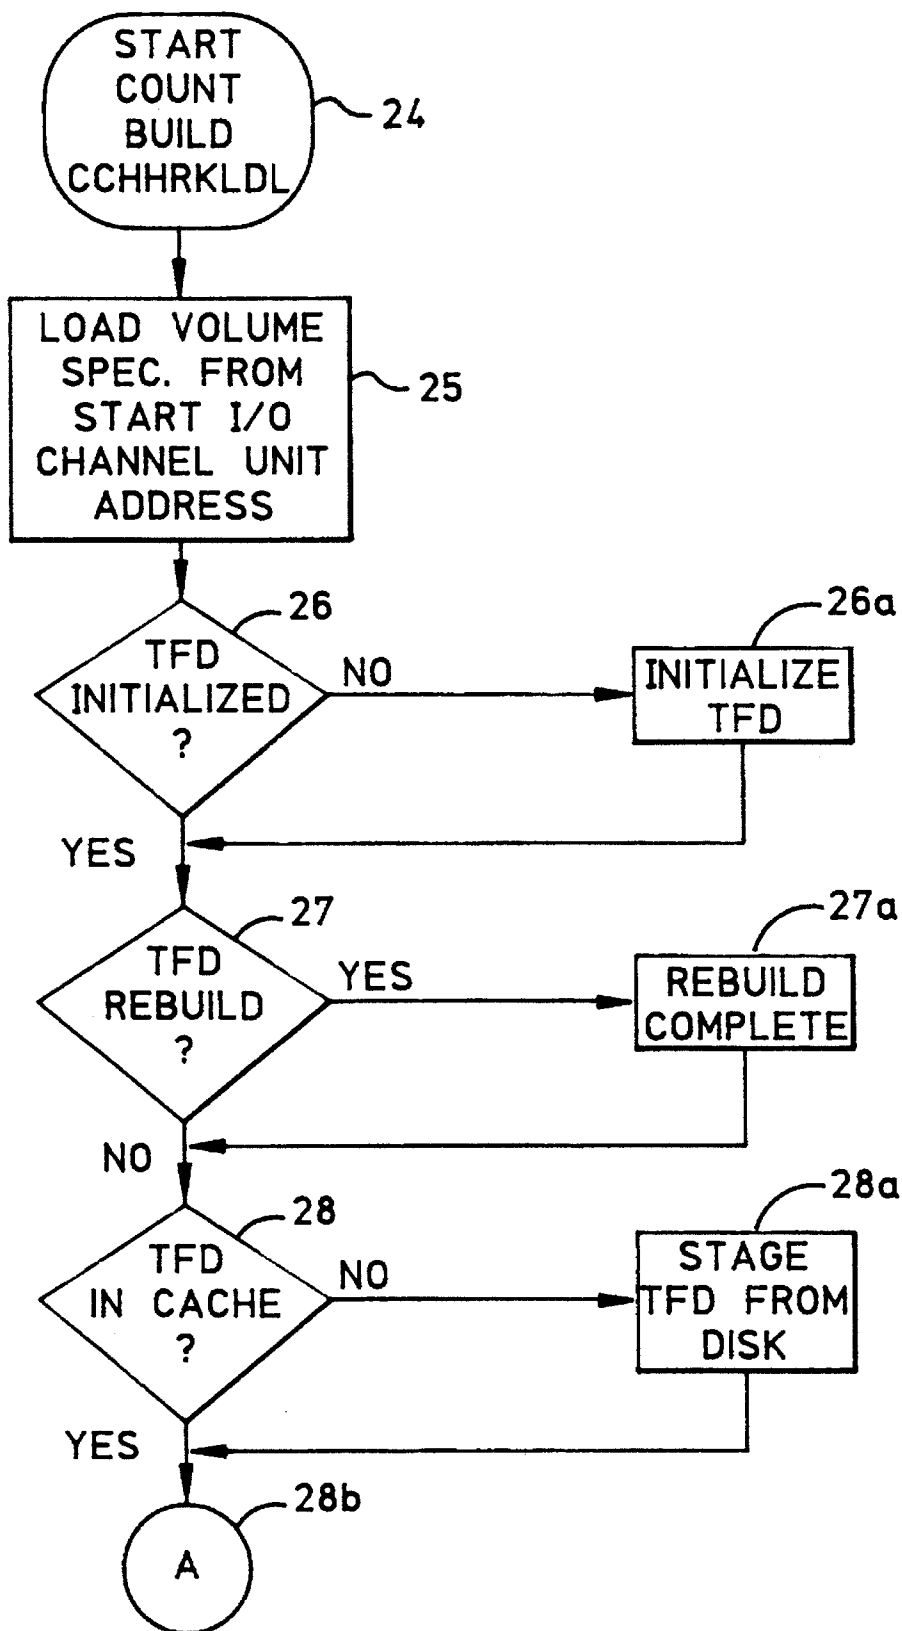 START
COUNT
BUILD
CCHHRKLDL
24
LOAD VOLUME
SPEC. FROM
START I/O
CHANNEL UNIT
ADDRESS
25
26
TFD
INITIALIZED
?
NO
26a
INITIALIZE
TFD
YES
27
TFD
REBUILD
?
YES
27a
REBUILD
COMPLETE
NO
28
TFD
IN CACHE
?
NO
28a
STAGE
TFD FROM
DISK
YES
28b
A